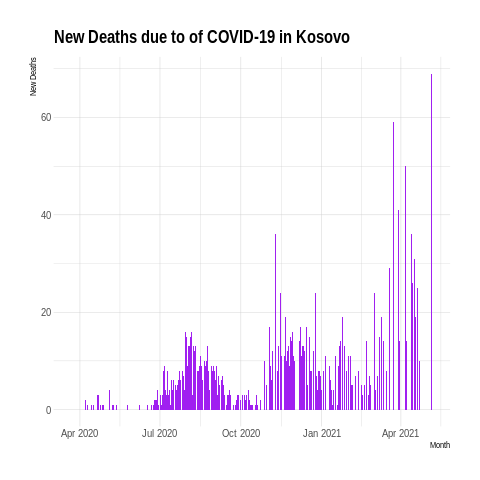 New Deaths due to of COVID-19 in Kosovo
New Deaths
60
40
20
0
Apr 2020 Jul 2020 Oct 2020 Jan 2021 Apr 2021
Month